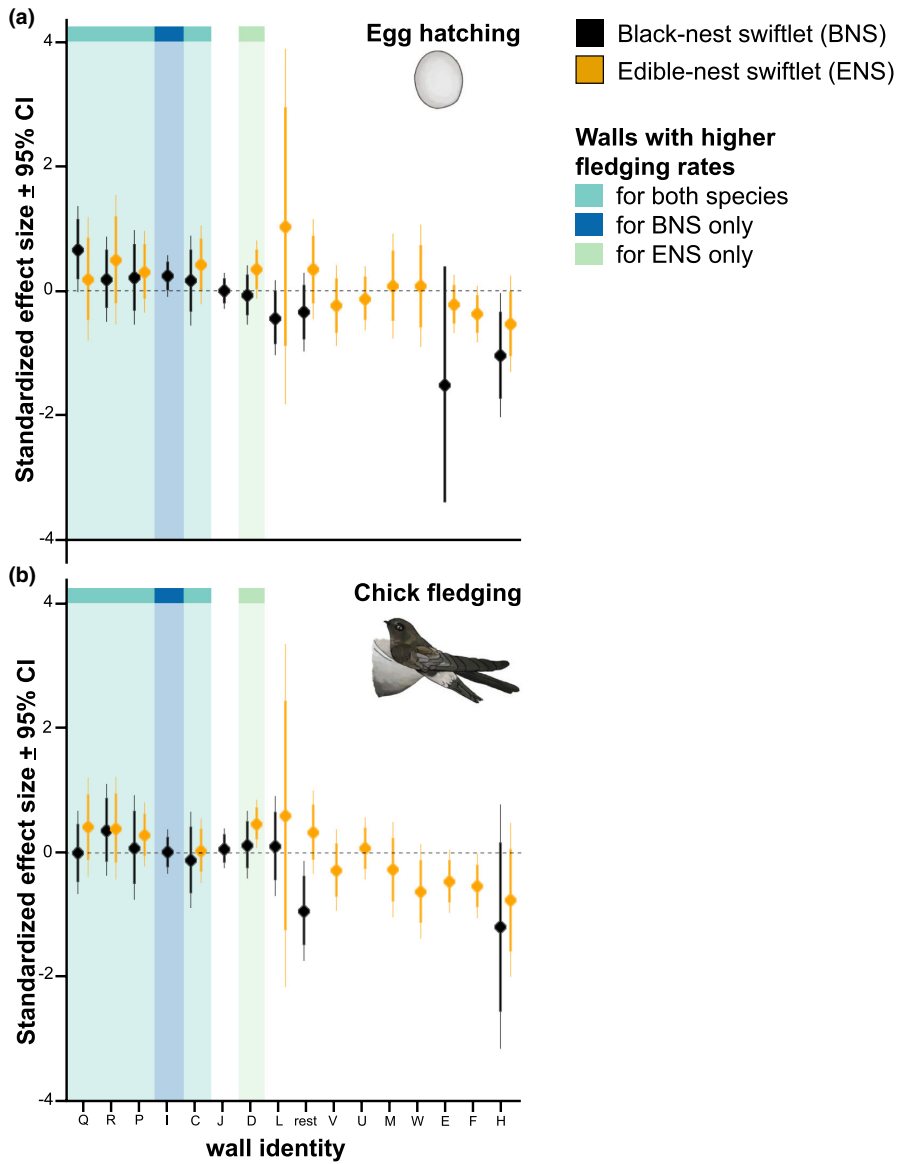 (a)
Egg hatching
Standardized effect size ± 95% CI
4
2
0
-2
-4
Black-nest swiftlet (BNS)
Edible-nest swiftlet (ENS)
Walls with higher
fledging rates
for both species
for BNS only
for ENS only
(b)
Chick fledging
Standardized effect size ± 95% CI
4
2
0
-2
-4
Q R P I C J D L rest V U M W E F H
wall identity